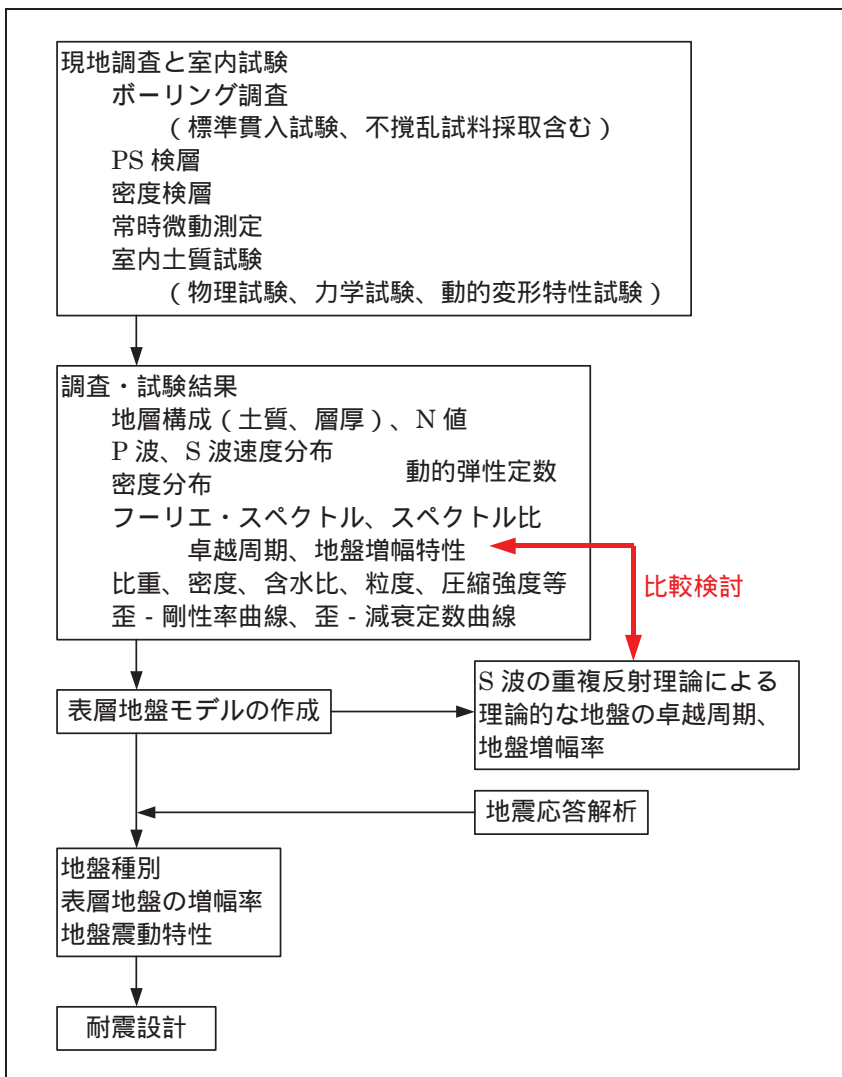 現地調査と室内試験
ボーリング調査
（標準貫入試験、不撹乱試料採取含む）
PS 検層
密度検層
常時微動測定
室内土質試験
（物理試験、力学試験、動的変形特性試験）
調査・試験結果
地層構成（土質、層厚）、N 値
P 波、S 波速度分布
動的弾性定数
密度分布
フーリエ・スペクトル、スペクトル比
卓越周期、地盤増幅特性
比重、密度、含水比、粒度、圧縮強度等
歪 - 剛性率曲線、歪 - 減衰定数曲線
比較検討
表層地盤モデルの作成
S 波の重複反射理論による
理論的な地盤の卓越周期、
地盤増幅率
地震応答解析
地盤種別
表層地盤の増幅率
地盤震動特性
耐震設計